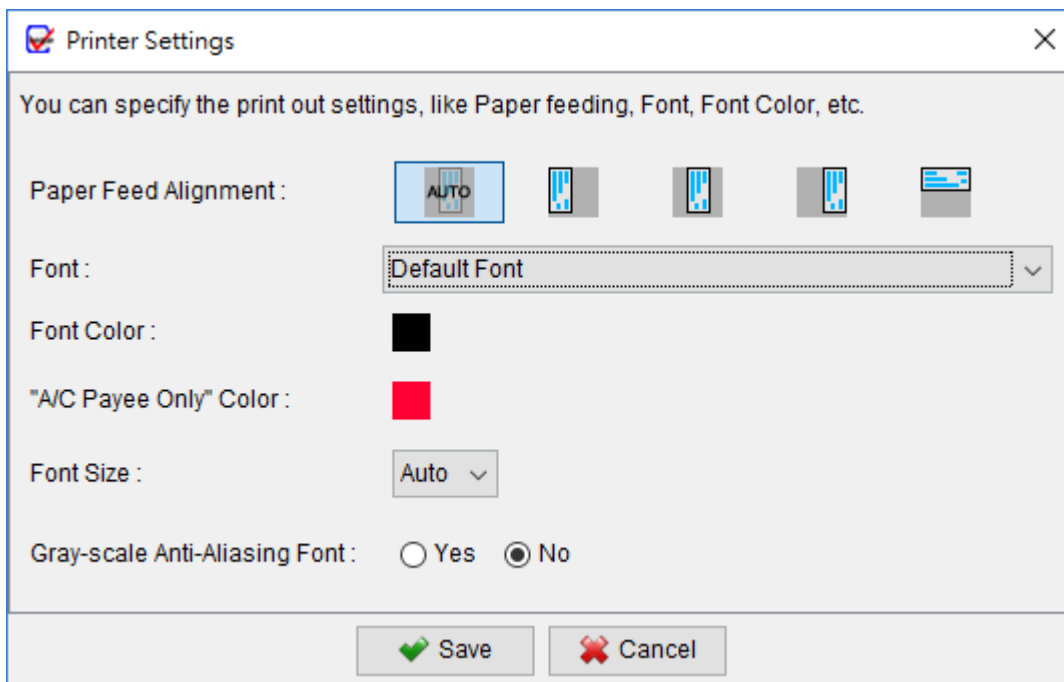 Printer Settings
You can specify the print out settings, like Paper feeding, Font, Font Color, etc.
Paper Feed Alignment : AUTO
Font : Default Font
Font Color :
"A/C Payee Only" Color :
Font Size : Auto
Gray-scale Anti-Aliasing Font : Yes No
Save Cancel